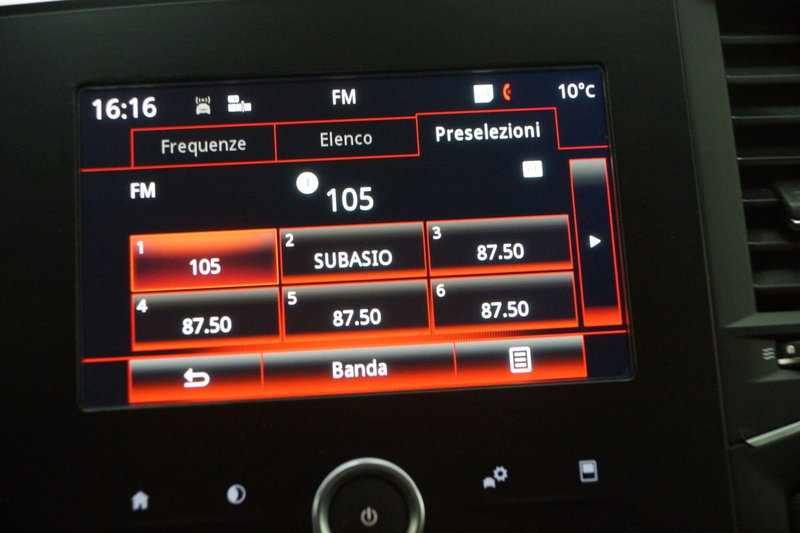 16:16 FM 10°c
Frequenze Elenco Preselezioni
FM
105
1 105
2 SUBASIO
3 87.50
4 87.50
5 87.50
6 87.50
Banda